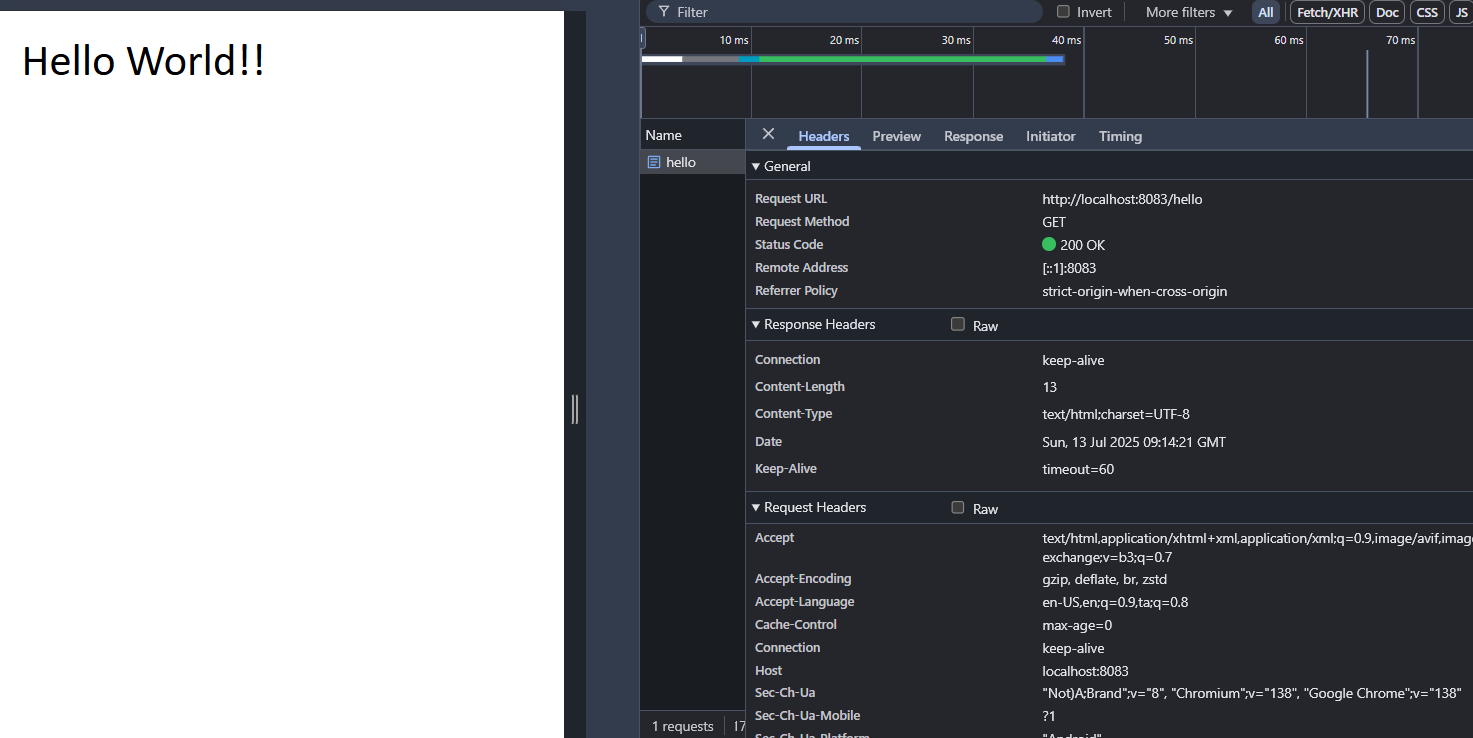 Hello World!!
Filter
Invert
More filters
All
Fetch/XHR
Doc
CSS
JS
10 ms
20 ms
30 ms
40 ms
50 ms
60 ms
70 ms
Name
hello
Headers
Preview
Response
Initiator
Timing
General
Request URL http://localhost:8083/hello
Request Method GET
Status Code 200 OK
Remote Address [::1]:8083
Referrer Policy strict-origin-when-cross-origin
Response Headers Raw
Connection keep-alive
Content-Length 13
Content-Type text/html;charset=UTF-8
Date Sun, 13 Jul 2025 09:14:21 GMT
Keep-Alive timeout=60
Request Headers Raw
Accept text/html,application/xhtml+xml,application/xml;q=0.9,image/avif,imag
exchange;v=b3;q=0.7
Accept-Encoding gzip, deflate, br, zstd
Accept-Language en-US,en;q=0.9,ta;q=0.8
Cache-Control max-age=0
Connection keep-alive
Host localhost:8083
Sec-Ch-Ua "Not)A;Brand";v="8", "Chromium";v="138", "Google Chrome";v="138"
Sec-Ch-Ua-Mobile ?1
Sec-Ch-Ua-Platform "Android"
1 requests
17